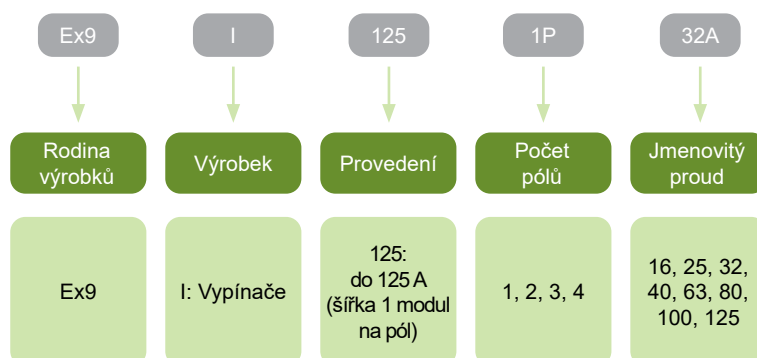 Ex9
I
125
1P
32A
Rodina
výrobků
Výrobek
Provedení
Počet
pólů
Jmenovitý
proud
Ex9
I: Vypínače
125:
do 125 A
(šířka 1 modul
na pól)
1, 2, 3, 4
16, 25, 32,
40, 63, 80,
100, 125